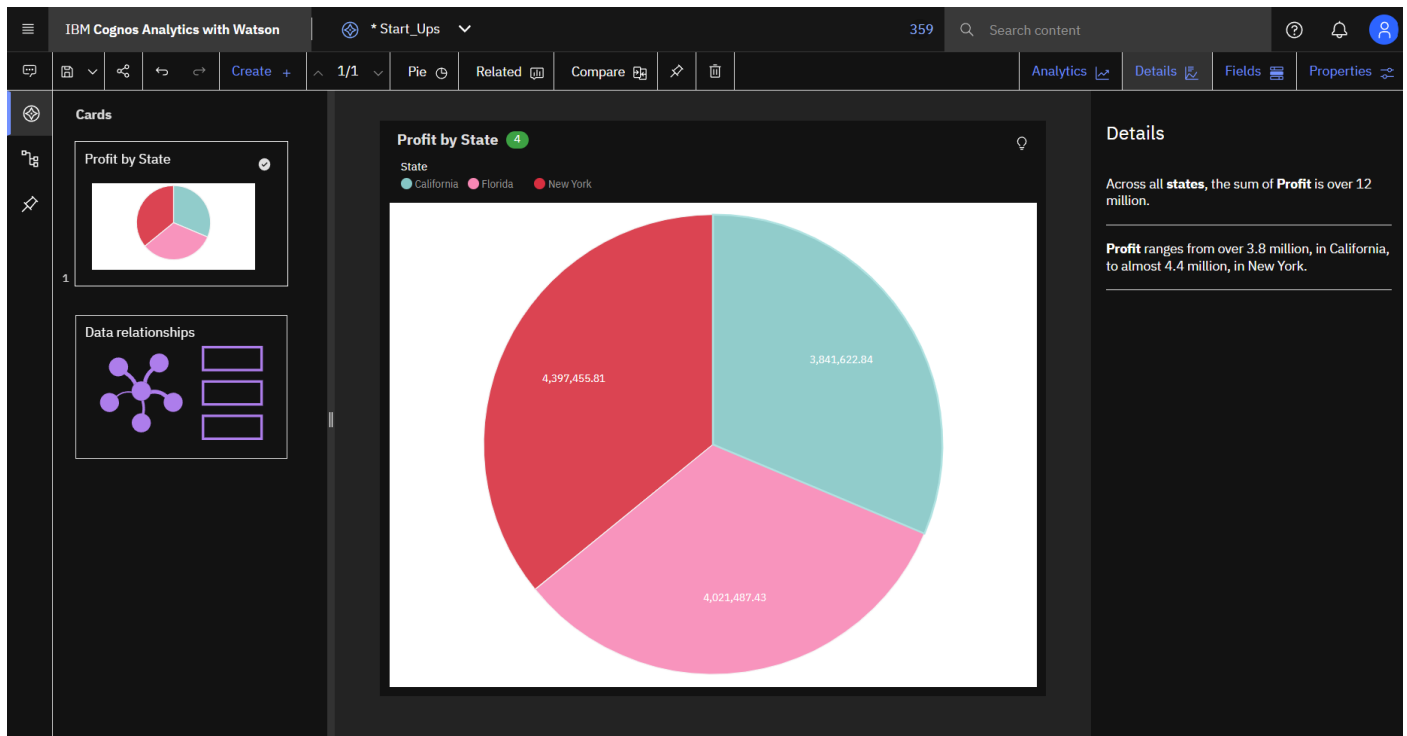 IBM Cognos Analytics with Watson
* Start_Ups
359
Search content
Create +
1/1
Pie
Related
Compare
Analytics
Details
Fields
Properties
Cards
Profit by State
1
Data relationships
Profit by State 4
State
California Florida New York
3,841,622.84
4,397,455.81
4,021,487.43
Details
Across all states, the sum of Profit is over 12
million.
Profit ranges from over 3.8 million, in California,
to almost 4.4 million, in New York.